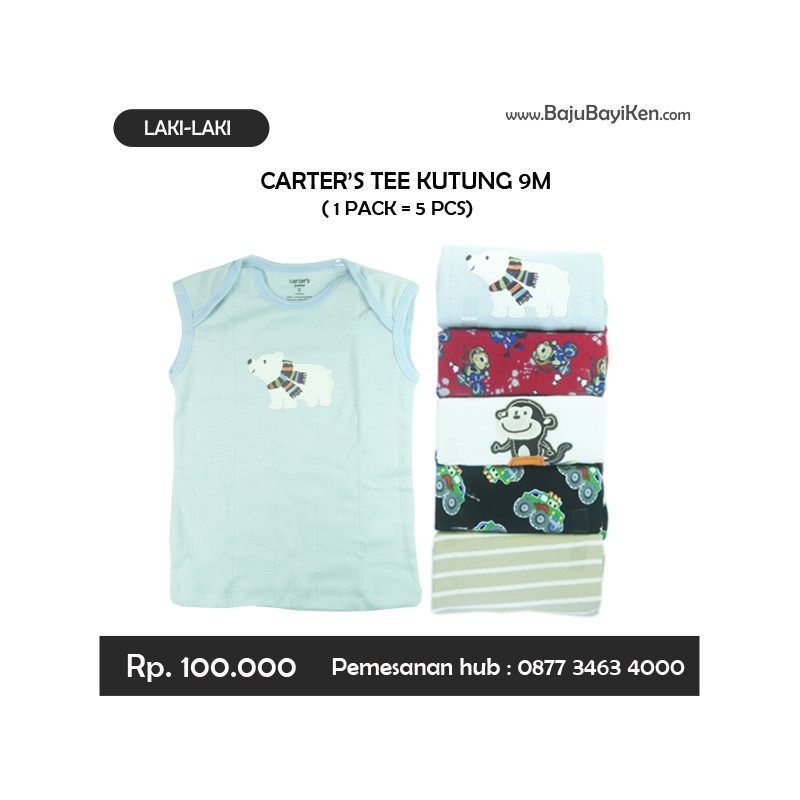 LAKI-LAKI
www.BajuBayiKen.com
CARTER'S TEE KUTUNG 9M
( 1 PACK = 5 PCS)
carter's
Rp. 100.000
Pemesanan hub : 0877 3463 4000